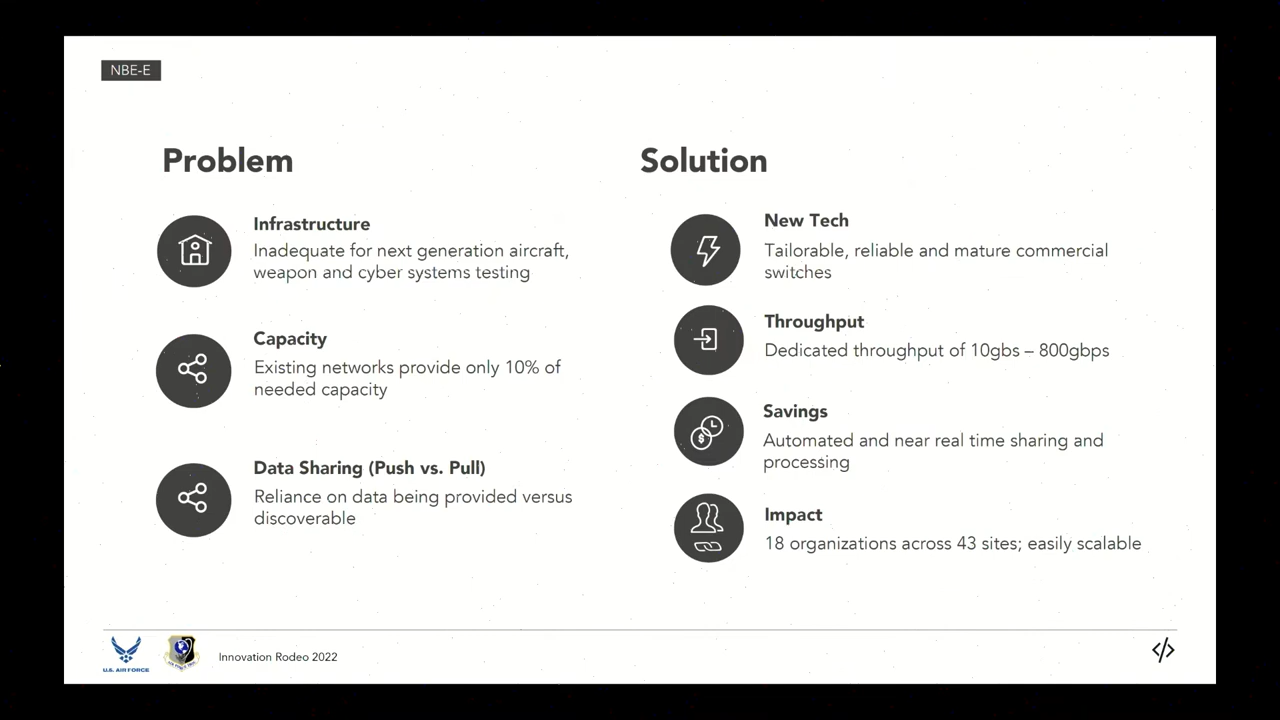 NBE-E
Problem
Infrastructure
Inadequate for next generation aircraft,
weapon and cyber systems testing
Capacity
Existing networks provide only 10% of
needed capacity
Data Sharing (Push vs. Pull)
Reliance on data being provided versus
discoverable
Solution
New Tech
Tailorable, reliable and mature commercial
switches
Throughput
Dedicated throughput of 10gbs – 800gbps
Savings
Automated and near real time sharing and
processing
Impact
18 organizations across 43 sites; easily scalable
U.S. AIR FORCE
Innovation Rodeo 2022